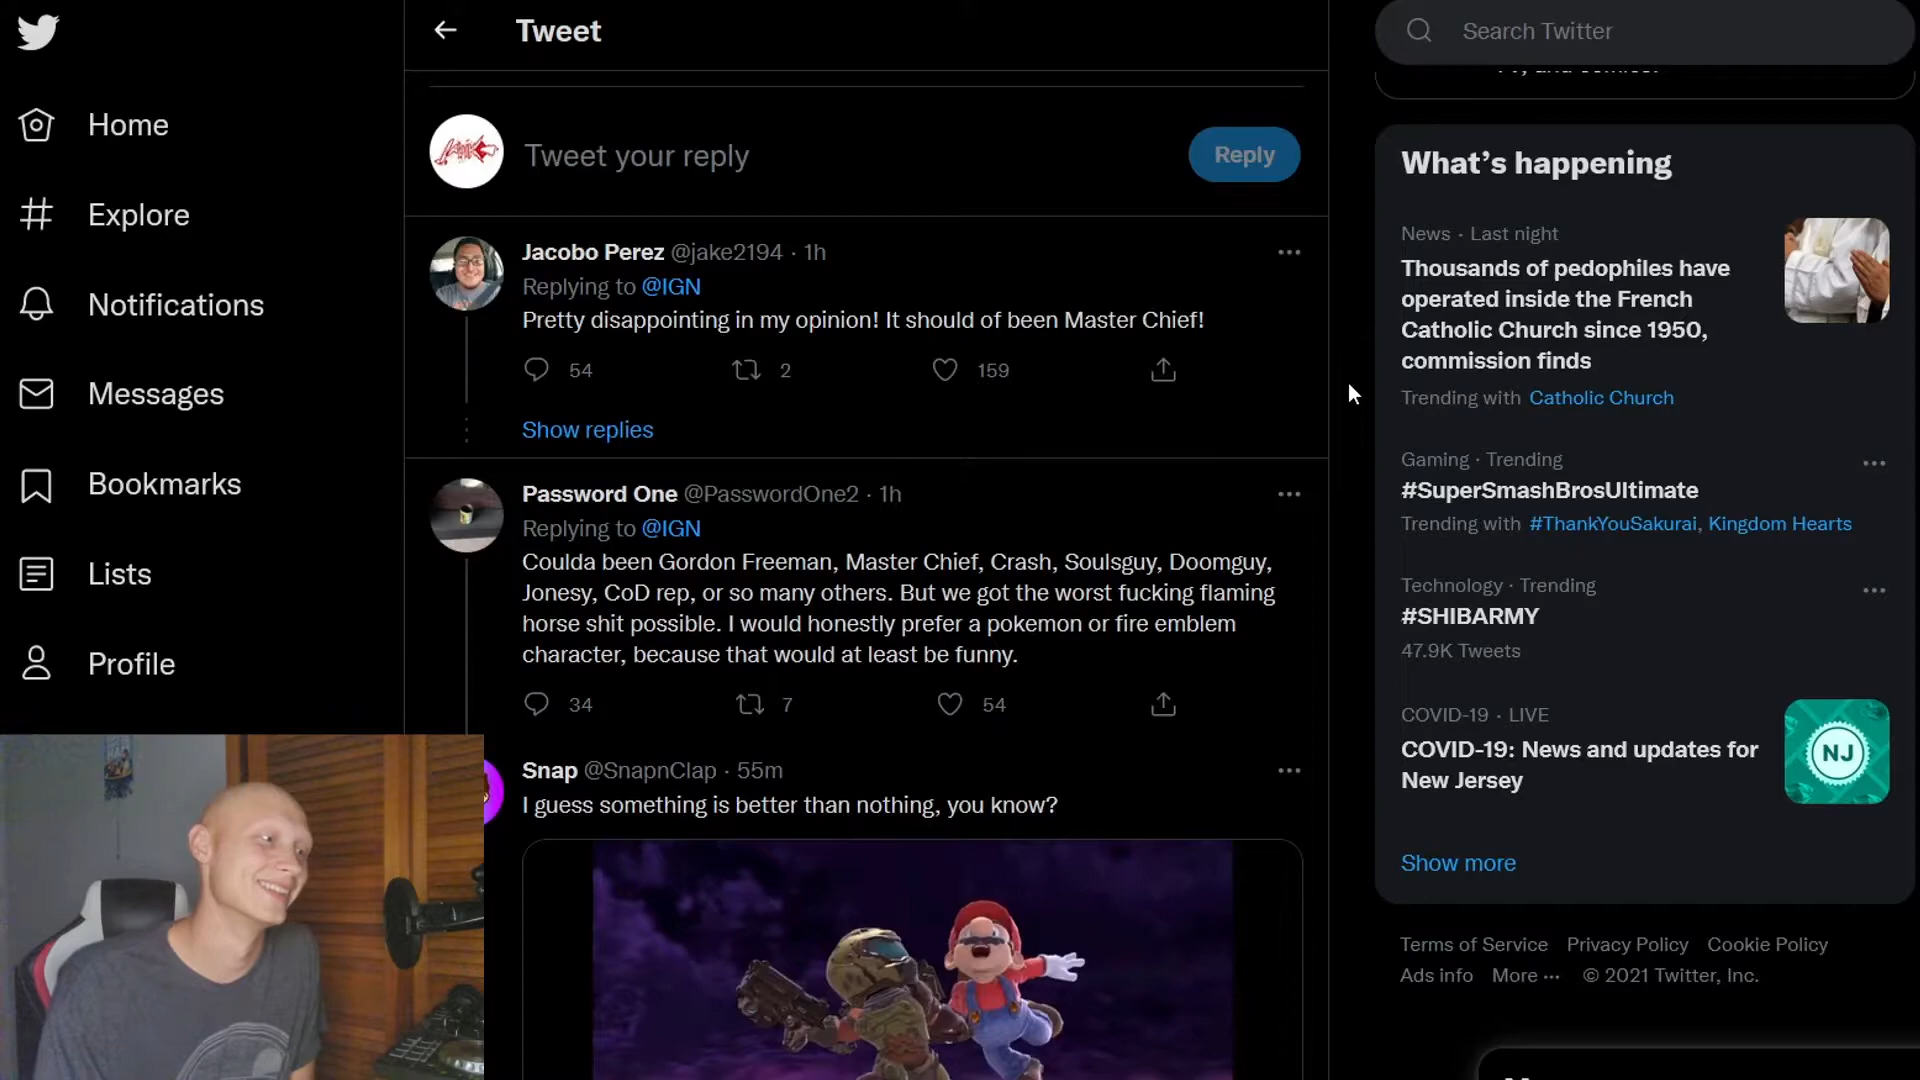 Tweet
Search Twitter
Home
Explore
Notifications
Messages
Bookmarks
Lists
Profile
Tweet your reply
Reply
Jacobo Perez @jake2194 · 1h
Replying to @IGN
Pretty disappointing in my opinion! It should of been Master Chief!
54 2 159
Show replies
Password One @PasswordOne2 · 1h
Replying to @IGN
Coulda been Gordon Freeman, Master Chief, Crash, Soulsguy, Doomguy,
Jonesy, CoD rep, or so many others. But we got the worst fucking flaming
horse shit possible. I would honestly prefer a pokemon or fire emblem
character, because that would at least be funny.
34 7 54
Snap @SnapnClap · 55m
I guess something is better than nothing, you know?
What's happening
News · Last night
Thousands of pedophiles have
operated inside the French
Catholic Church since 1950,
commission finds
Trending with Catholic Church
Gaming · Trending
#SuperSmashBrosUltimate
Trending with #ThankYouSakurai, Kingdom Hearts
Technology · Trending
#SHIBARMY
47.9K Tweets
COVID-19 · LIVE
COVID-19: News and updates for
New Jersey
NJ
Show more
Terms of Service Privacy Policy Cookie Policy
Ads info More ··· © 2021 Twitter, Inc.